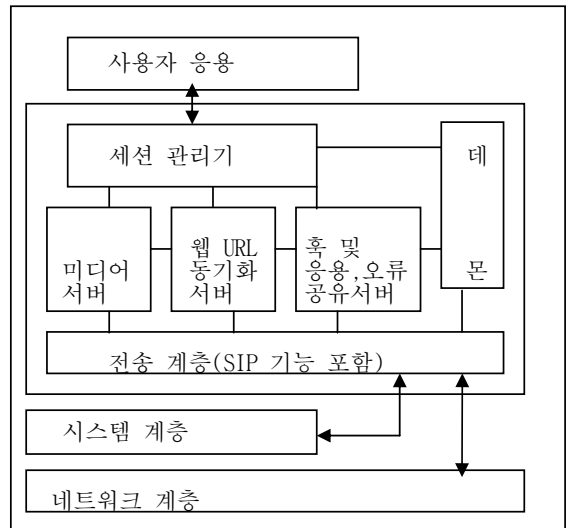 사용자 응용
세션 관리기
데
몬
미디어
서버
웹 URL
동기화
서버
훅 및
응용,오류
공유서버
전송 계층(SIP 기능 포함)
시스템 계층
네트워크 계층